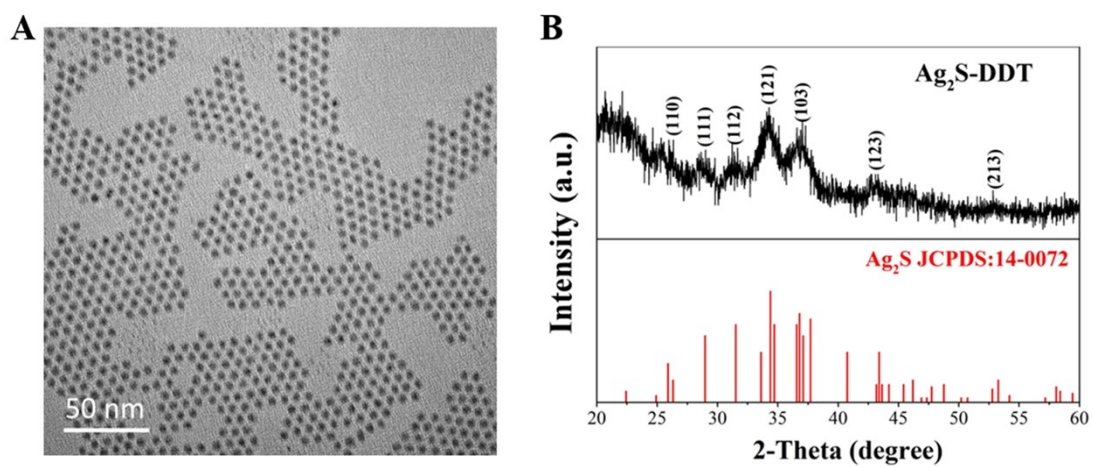 A
B
50 nm
Ag₂S-DDT
(110)
(111)
(112)
(121)
(103)
(123)
(213)
Ag₂S JCPDS:14-0072
Intensity (a.u.)
20 25 30 35 40 45 50 55 60
2-Theta (degree)